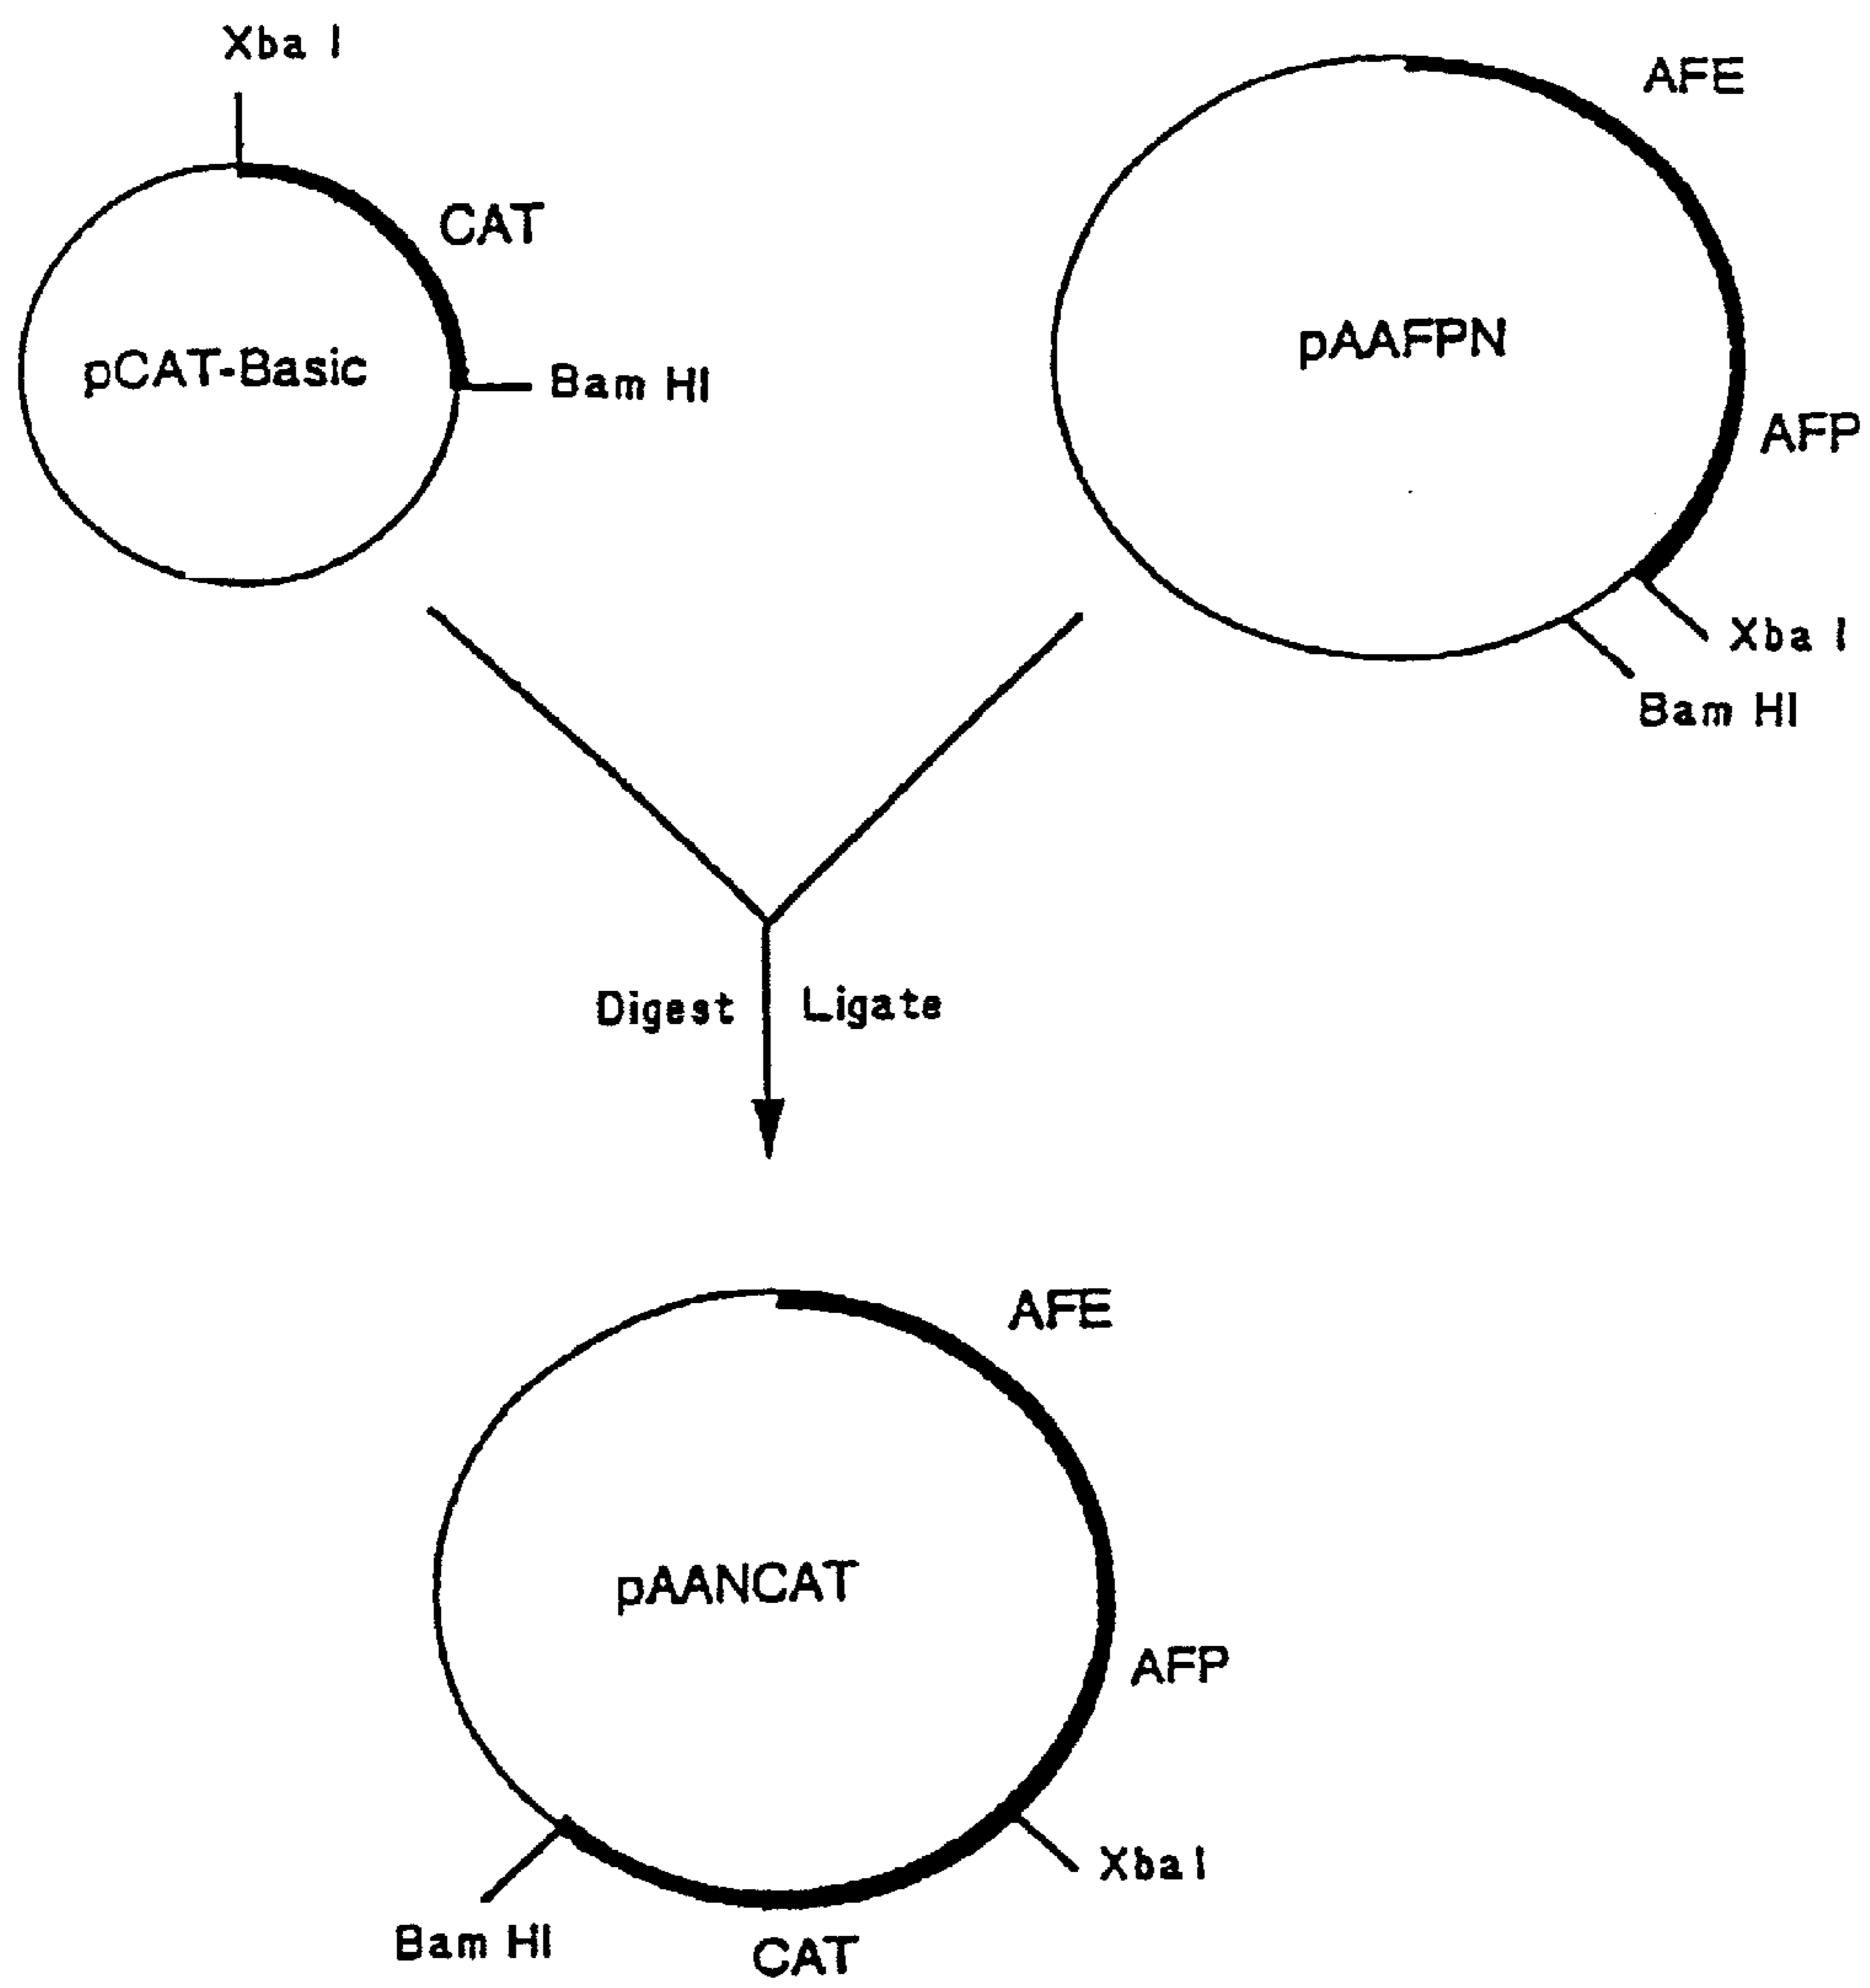 Xba I
CAT
pCAT-Basic
Bam HI
AFE
pAAFPN
AFP
Xba I
Bam HI
Digest
Ligate
AFE
pAANCAT
AFP
Xba I
Bam HI
CAT